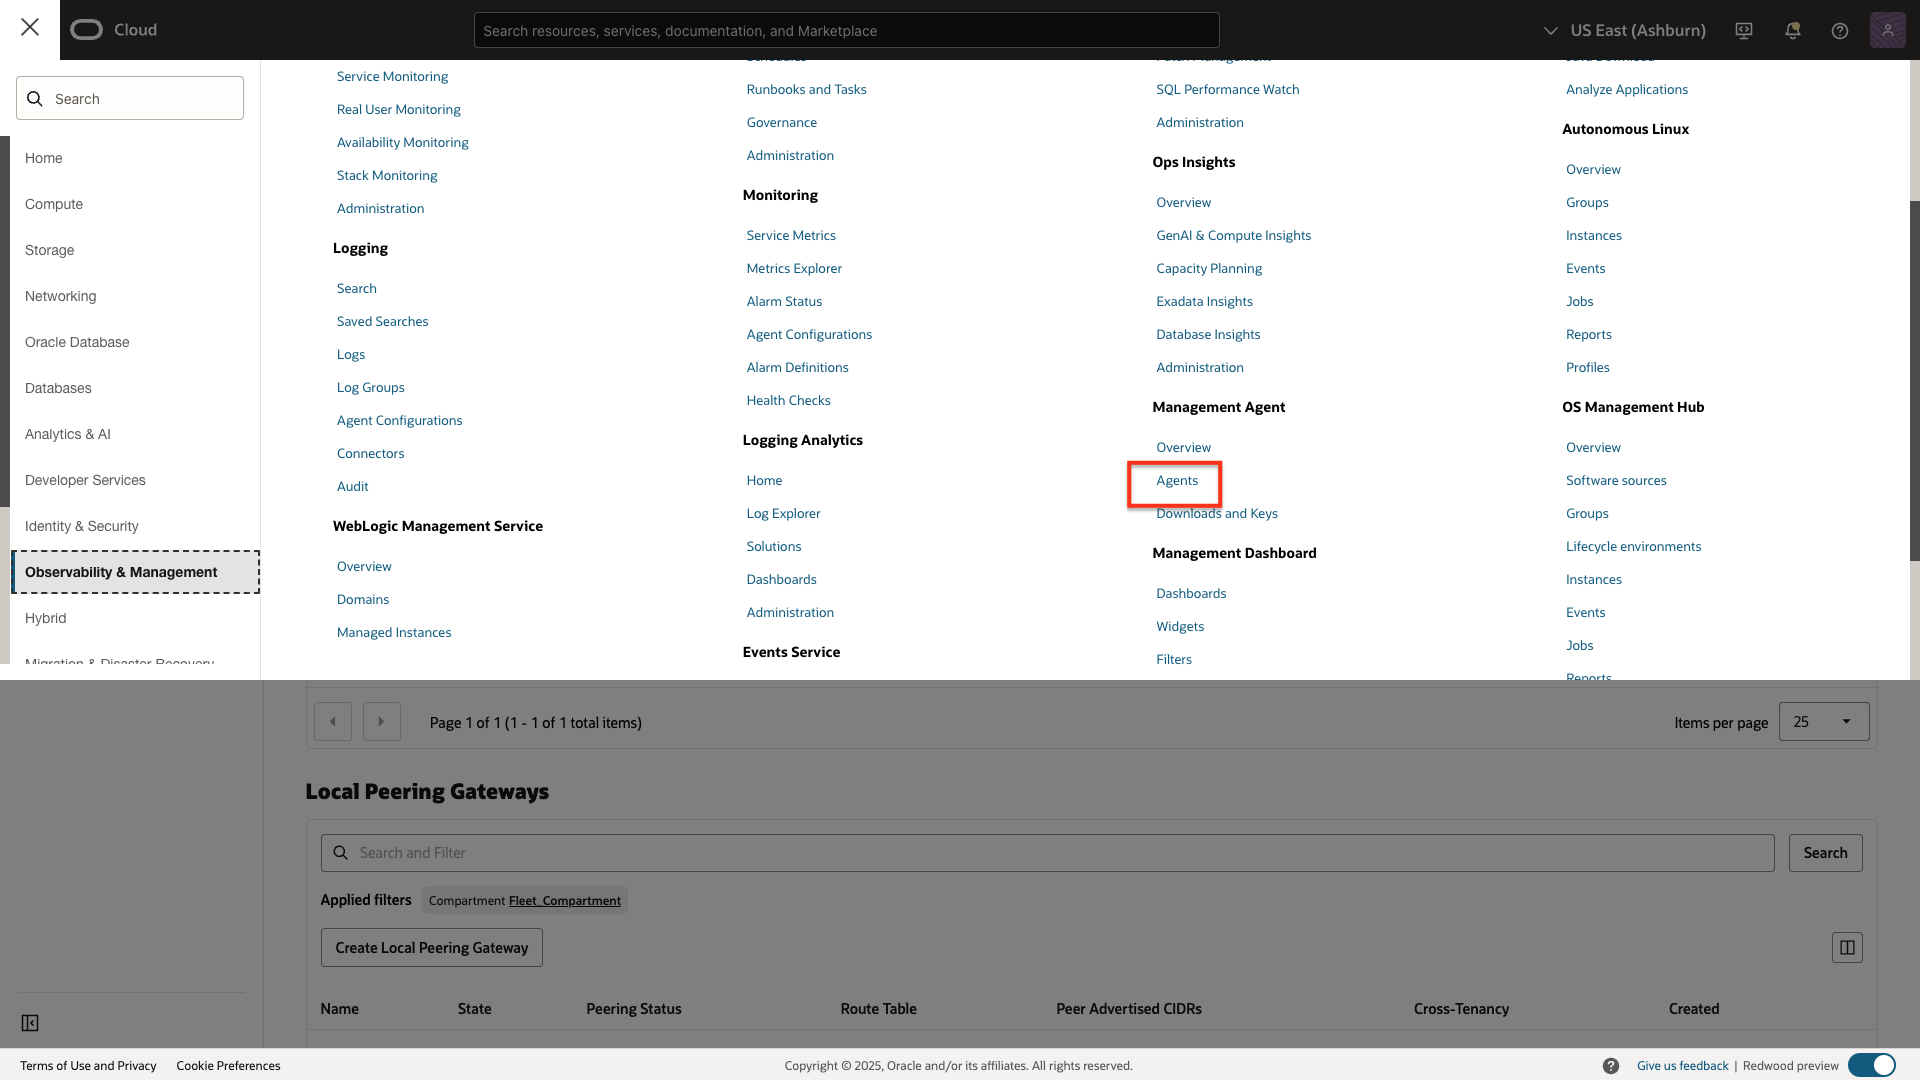 Cloud
Search resources, services, documentation, and Marketplace
US East (Ashburn)
Search
Home
Compute
Storage
Networking
Oracle Database
Databases
Analytics & AI
Developer Services
Identity & Security
Observability & Management
Hybrid
Migration & Disaster Recovery
Service Monitoring
Real User Monitoring
Availability Monitoring
Stack Monitoring
Administration
Logging
Search
Saved Searches
Logs
Log Groups
Agent Configurations
Connectors
Audit
WebLogic Management Service
Overview
Domains
Managed Instances
Schedules
Runbooks and Tasks
Governance
Administration
Monitoring
Service Metrics
Metrics Explorer
Alarm Status
Agent Configurations
Alarm Definitions
Health Checks
Logging Analytics
Home
Log Explorer
Solutions
Dashboards
Administration
Events Service
Patch Management
SQL Performance Watch
Administration
Ops Insights
Overview
GenAI & Compute Insights
Capacity Planning
Exadata Insights
Database Insights
Administration
Management Agent
Overview
Agents
Downloads and Keys
Management Dashboard
Dashboards
Widgets
Filters
Java Download
Analyze Applications
Autonomous Linux
Overview
Groups
Instances
Events
Jobs
Reports
Profiles
OS Management Hub
Overview
Software sources
Groups
Lifecycle environments
Instances
Events
Jobs
Reports
Page 1 of 1 (1 - 1 of 1 total items)
Items per page 25
Local Peering Gateways
Search and Filter
Search
Applied filters Compartment Fleet_Compartment
Create Local Peering Gateway
Name State Peering Status Route Table Peer Advertised CIDRs Cross-Tenancy Created
Terms of Use and Privacy Cookie Preferences Copyright © 2025, Oracle and/or its affiliates. All rights reserved. Give us feedback | Redwood preview